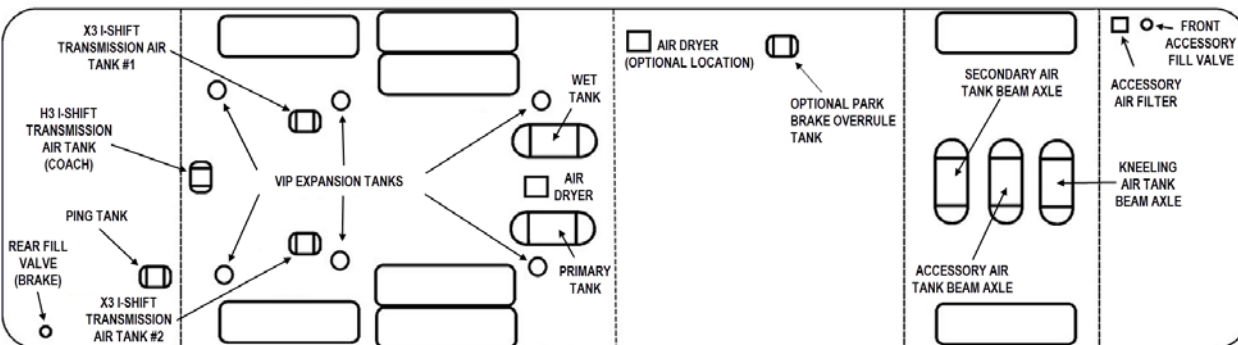 X3 I-SHIFT
TRANSMISSION AIR
TANK #1
H3 I-SHIFT
TRANSMISSION
AIR TANK
(COACH)
PING TANK
REAR FILL
VALVE
(BRAKE)
X3 I-SHIFT
TRANSMISSION
AIR TANK #2
VIP EXPANSION TANKS
WET
TANK
AIR
DRYER
PRIMARY
TANK
AIR DRYER
(OPTIONAL LOCATION)
OPTIONAL PARK
BRAKE OVERRULE
TANK
SECONDARY AIR
TANK BEAM AXLE
ACCESSORY AIR
TANK BEAM AXLE
FRONT
ACCESSORY
FILL VALVE
ACCESSORY
AIR FILTER
KNEELING
AIR TANK
BEAM AXLE